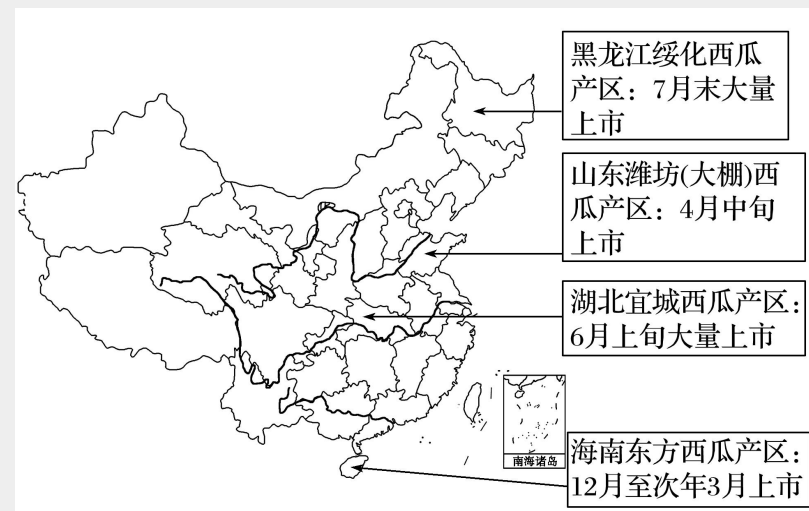 黑龙江绥化西瓜
产区：7月末大量
上市
山东潍坊(大棚)西
瓜产区：4月中旬
上市
湖北宜城西瓜产区：
6月上旬大量上市
南海诸岛
海南东方西瓜产区：
12月至次年3月上市